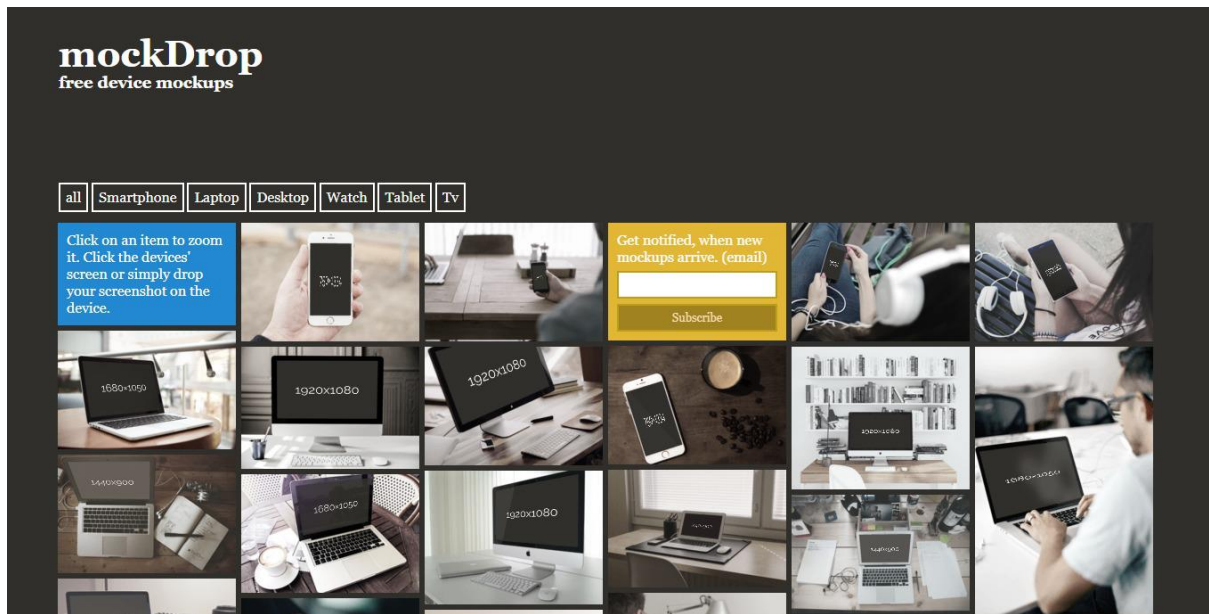 mockDrop
free device mockups
all
Smartphone
Laptop
Desktop
Watch
Tablet
Tv
Click on an item to zoom
it. Click the devices'
screen or simply drop
your screenshot on the
device.
Get notified, when new
mockups arrive. (email)
Subscribe
1680×1050
1920x1080
1920x1080
1920x1080
1440x900
1680×1050
1920x1080
1680×1050